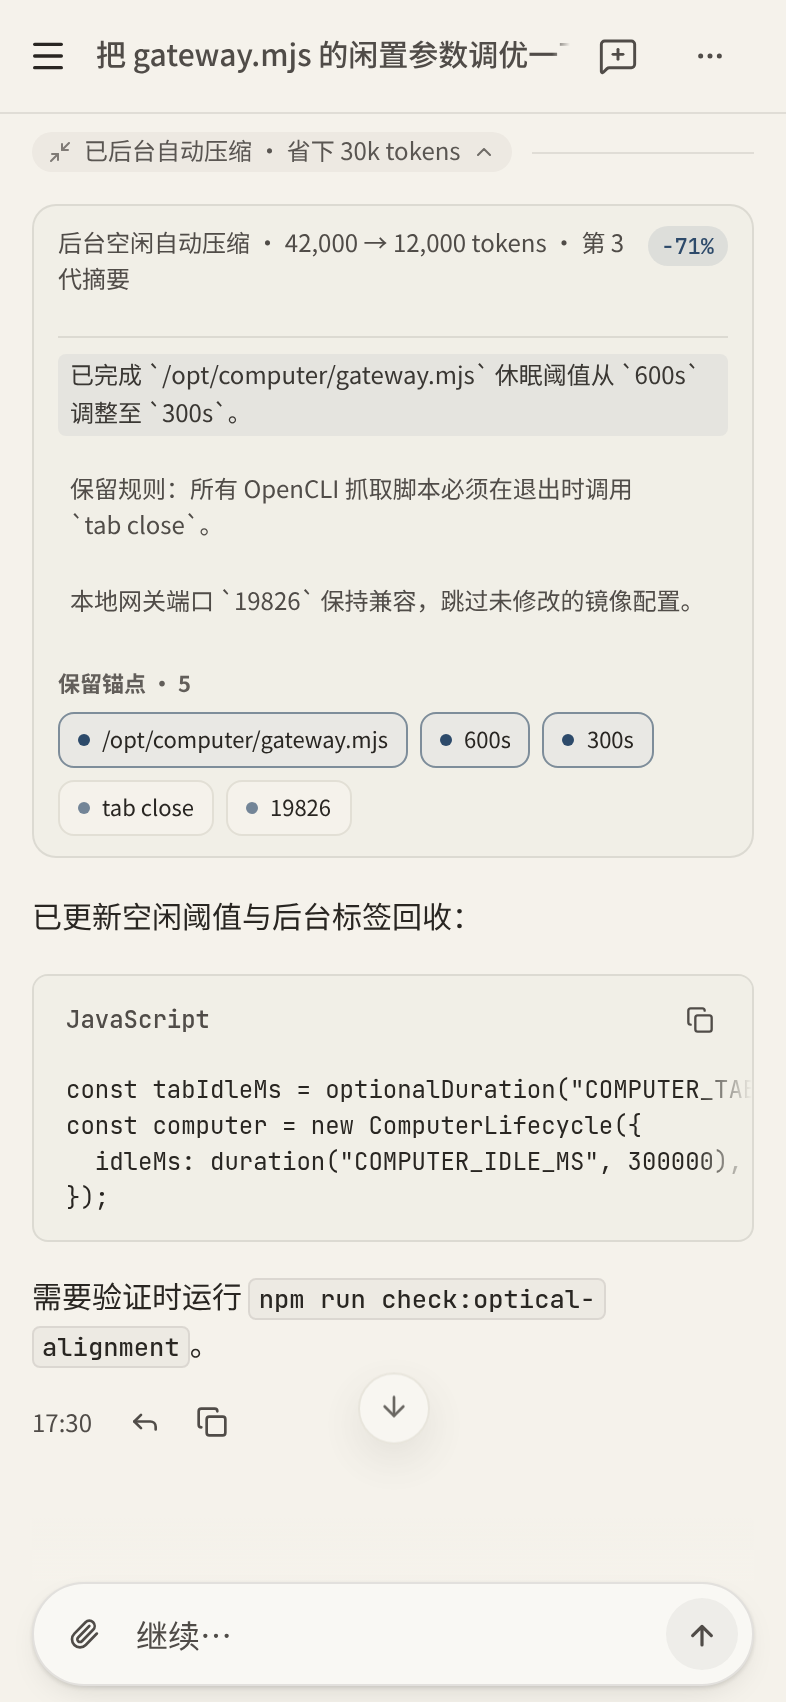 把 gateway.mjs 的闲置参数调优一
已后台自动压缩 · 省下 30k tokens
后台空闲自动压缩 · 42,000 → 12,000 tokens · 第 3
代摘要
-71%
已完成 `/opt/computer/gateway.mjs` 休眠阈值从 `600s`
调整至 `300s`。
保留规则：所有 OpenCLI 抓取脚本必须在退出时调用
`tab close`。
本地网关端口 `19826` 保持兼容，跳过未修改的镜像配置。
保留锚点 · 5
/opt/computer/gateway.mjs
600s
300s
tab close
19826
已更新空闲阈值与后台标签回收：
JavaScript
const tabIdleMs = optionalDuration("COMPUTER_TAB
const computer = new ComputerLifecycle({
  idleMs: duration("COMPUTER_IDLE_MS", 300000),
});
需要验证时运行 npm run check:optical-
alignment。
17:30
继续…